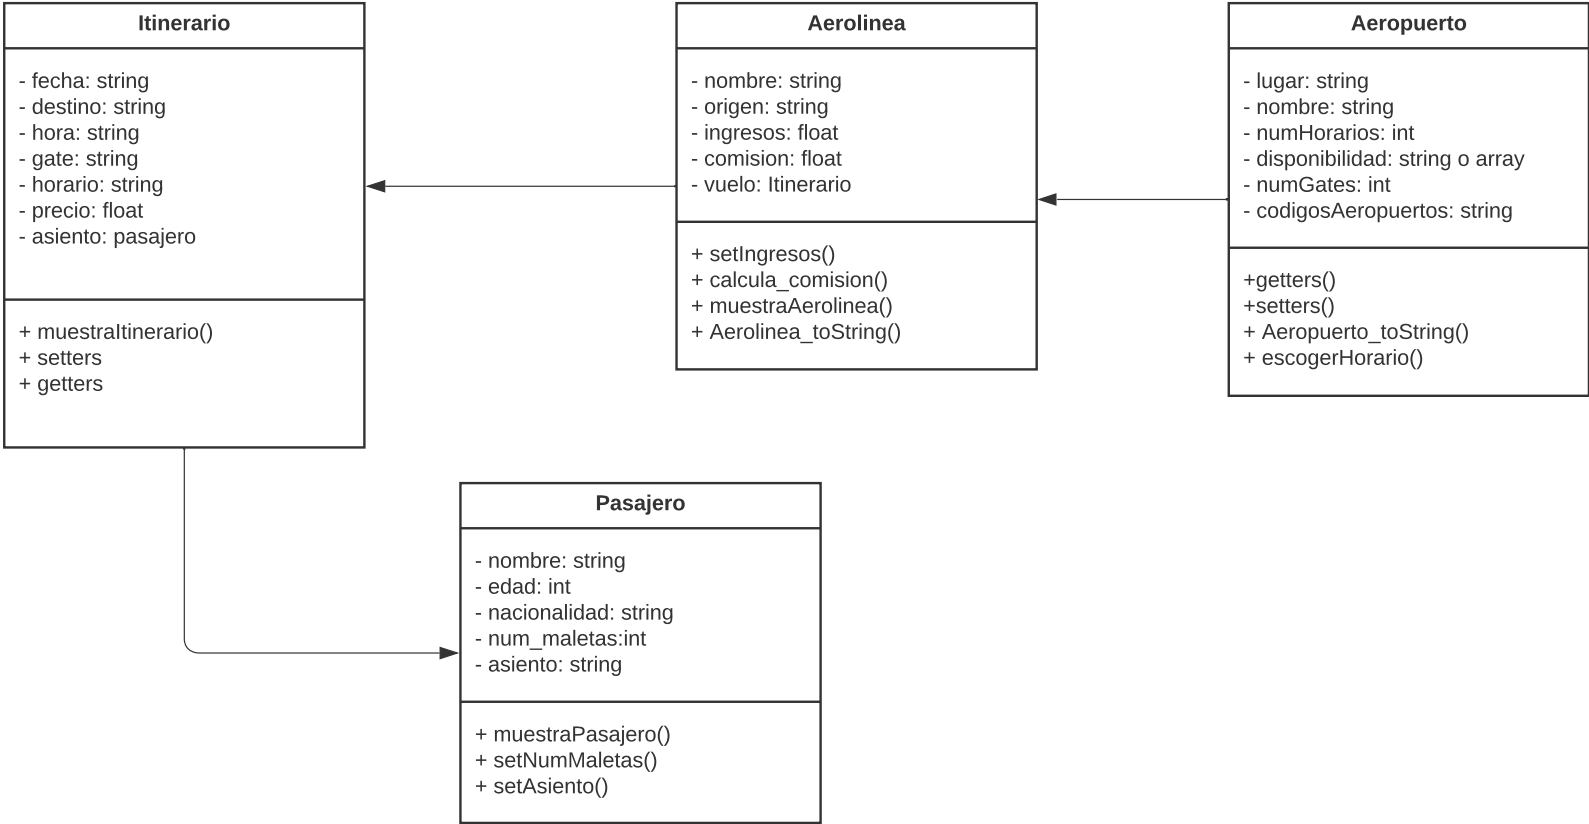 Itinerario
- fecha: string
- destino: string
- hora: string
- gate: string
- horario: string
- precio: float
- asiento: pasajero
+ muestraItinerario()
+ setters
+ getters
Aerolinea
- nombre: string
- origen: string
- ingresos: float
- comision: float
- vuelo: Itinerario
+ setIngresos()
+ calcula_comision()
+ muestraAerolinea()
+ Aerolinea_toString()
Aeropuerto
- lugar: string
- nombre: string
- numHorarios: int
- disponibilidad: string o array
- numGates: int
- codigosAeropuertos: string
+getters()
+setters()
+ Aeropuerto_toString()
+ escogerHorario()
Pasajero
- nombre: string
- edad: int
- nacionalidad: string
- num_maletas:int
- asiento: string
+ muestraPasajero()
+ setNumMaletas()
+ setAsiento()